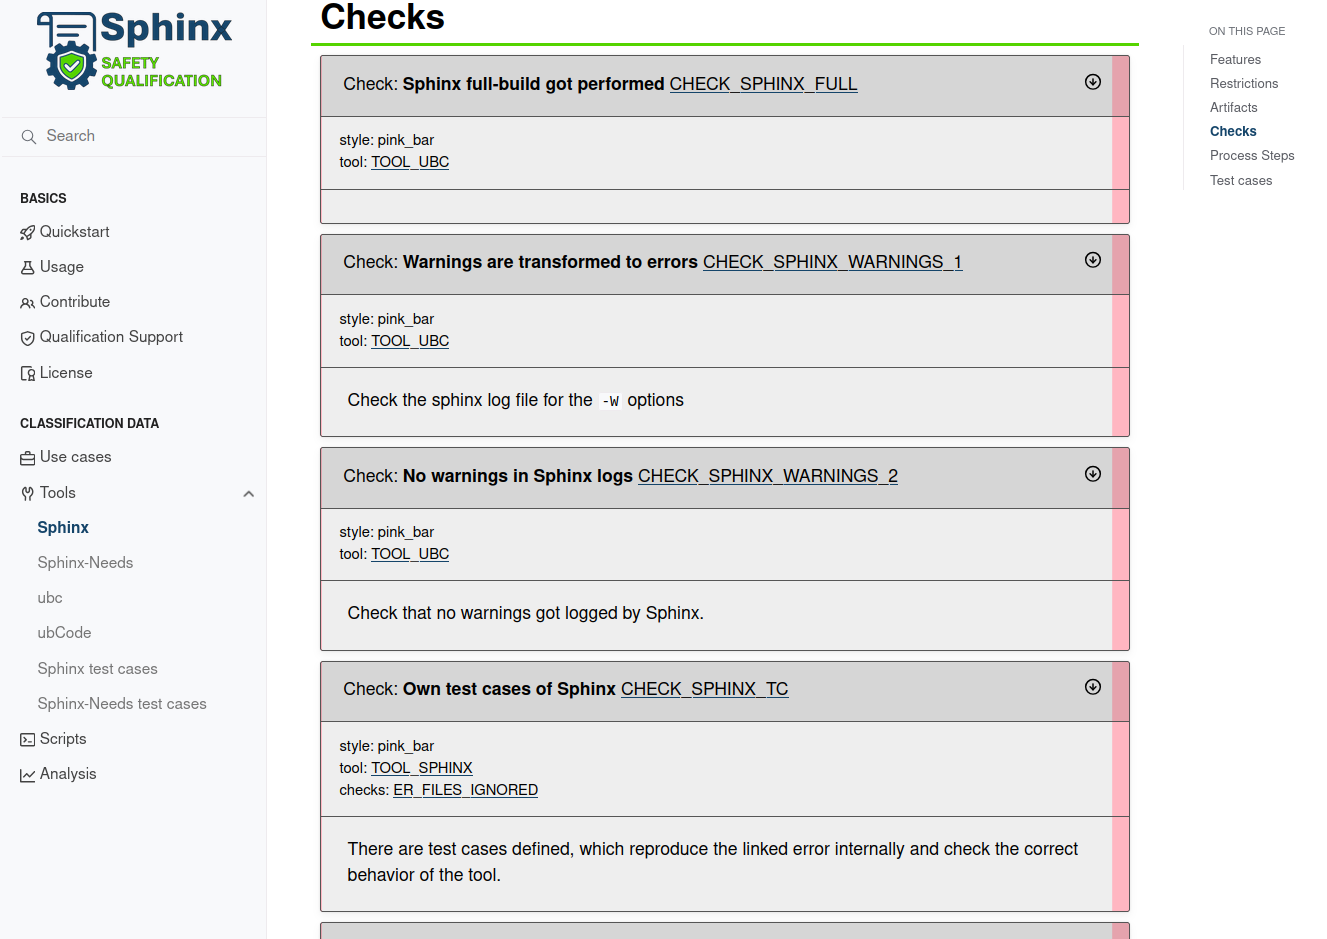 Sphinx
SAFETY
QUALIFICATION
Search
BASICS
Quickstart
Usage
Contribute
Qualification Support
License
CLASSIFICATION DATA
Use cases
Tools
Sphinx
Sphinx-Needs
ubc
ubCode
Sphinx test cases
Sphinx-Needs test cases
Scripts
Analysis
Checks
Check: Sphinx full-build got performed CHECK_SPHINX_FULL
style: pink_bar
tool: TOOL_UBC
Check: Warnings are transformed to errors CHECK_SPHINX_WARNINGS_1
style: pink_bar
tool: TOOL_UBC
Check the sphinx log file for the -W options
Check: No warnings in Sphinx logs CHECK_SPHINX_WARNINGS_2
style: pink_bar
tool: TOOL_UBC
Check that no warnings got logged by Sphinx.
Check: Own test cases of Sphinx CHECK_SPHINX_TC
style: pink_bar
tool: TOOL_SPHINX
checks: ER_FILES_IGNORED
There are test cases defined, which reproduce the linked error internally and check the correct
behavior of the tool.
ON THIS PAGE
Features
Restrictions
Artifacts
Checks
Process Steps
Test cases